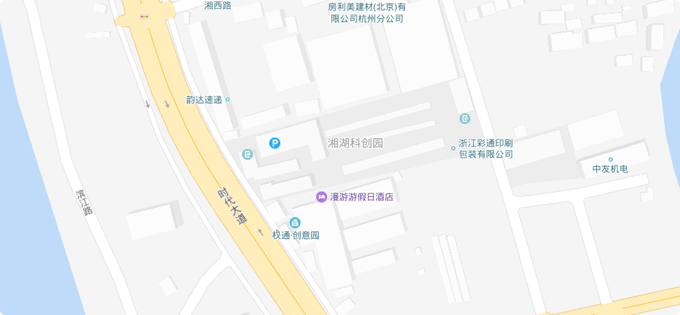 湘西路
房利美建材(北京)有
限公司杭州分公司
韵达速递
P
湘湖科创园
浙江彩通印刷
包装有限公司
中友机电
滨江路
时代大道
漫游游假日酒店
权通·创意园